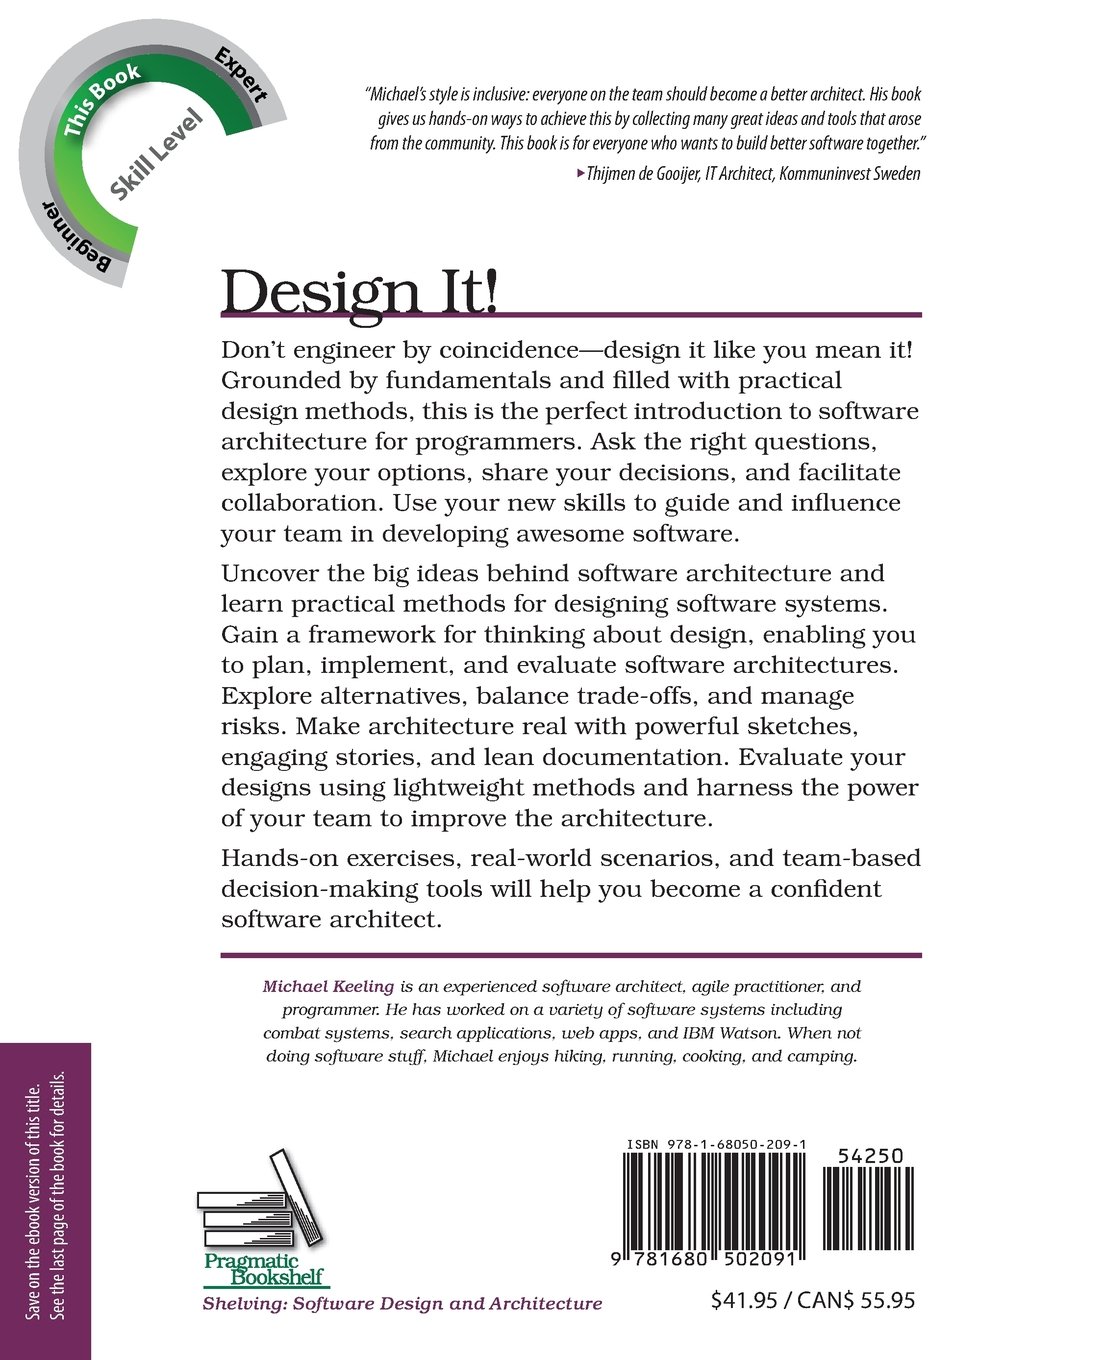 Expert
This Book
Skill Level
Beginner
“Michael’s style is inclusive: everyone on the team should become a better architect. His book
gives us hands-on ways to achieve this by collecting many great ideas and tools that arose
from the community. This book is for everyone who wants to build better software together.”
▶Thijmen de Gooijer, IT Architect, Kommuninvest Sweden
Design It!
Don’t engineer by coincidence—design it like you mean it!
Grounded by fundamentals and filled with practical
design methods, this is the perfect introduction to software
architecture for programmers. Ask the right questions,
explore your options, share your decisions, and facilitate
collaboration. Use your new skills to guide and influence
your team in developing awesome software.
Uncover the big ideas behind software architecture and
learn practical methods for designing software systems.
Gain a framework for thinking about design, enabling you
to plan, implement, and evaluate software architectures.
Explore alternatives, balance trade-offs, and manage
risks. Make architecture real with powerful sketches,
engaging stories, and lean documentation. Evaluate your
designs using lightweight methods and harness the power
of your team to improve the architecture.
Hands-on exercises, real-world scenarios, and team-based
decision-making tools will help you become a confident
software architect.
Michael Keeling is an experienced software architect, agile practitioner, and
programmer. He has worked on a variety of software systems including
combat systems, search applications, web apps, and IBM Watson. When not
doing software stuff, Michael enjoys hiking, running, cooking, and camping.
Save on the ebook version of this title.
See the last page of the book for details.
Pragmatic
Bookshelf
Shelving: Software Design and Architecture
ISBN 978-1-68050-209-1
54250
9 781680 502091
$41.95 / CAN$ 55.95